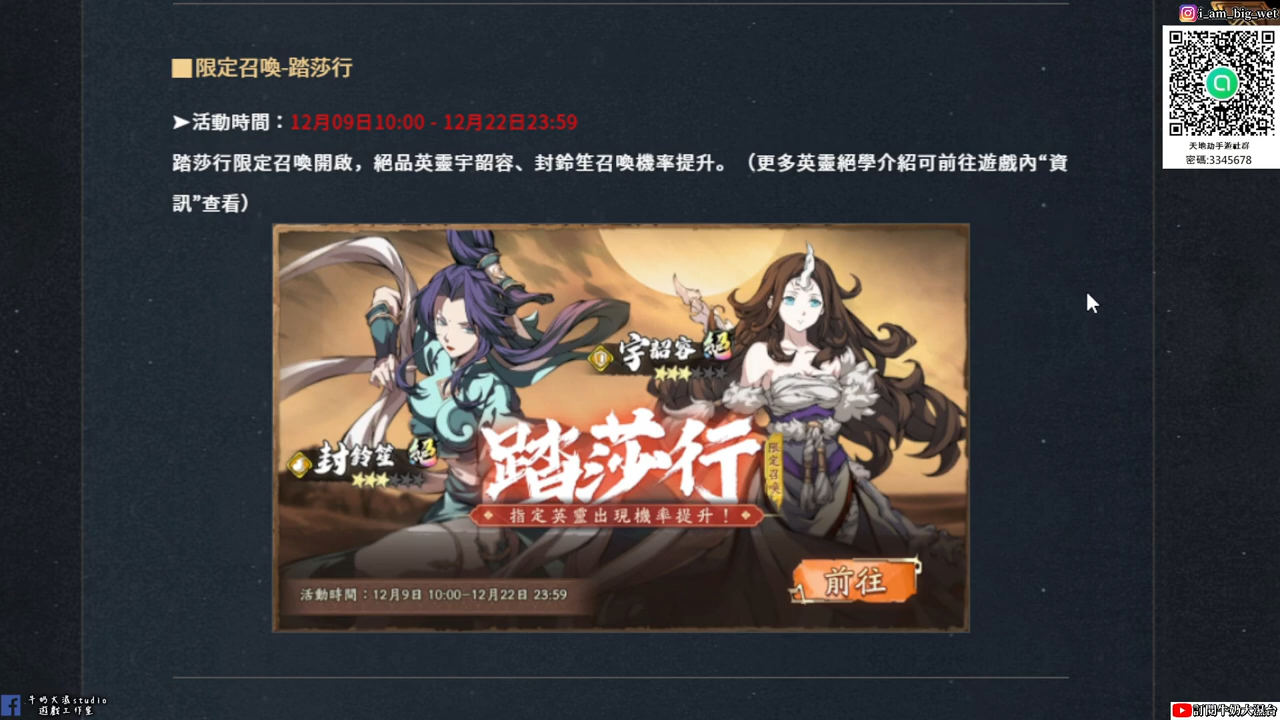 i_am_big_wet
■限定召喚-踏莎行
➤活動時間：12月09日10:00 - 12月22日23:59
踏莎行限定召喚開啟，絕品英靈宇韶容、封鈴笙召喚機率提升。（更多英靈絕學介紹可前往遊戲內“資
訊”查看）
天地劫手遊社群
密碼:3345678
宇韶容 絕
封鈴笙 絕
踏莎行
限定召喚
指定英靈出現機率提升！
前往
活動時間：12月9日 10:00-12月22日 23:59
牛奶大濕studio
遊戲工作室
訂閱牛奶大濕台